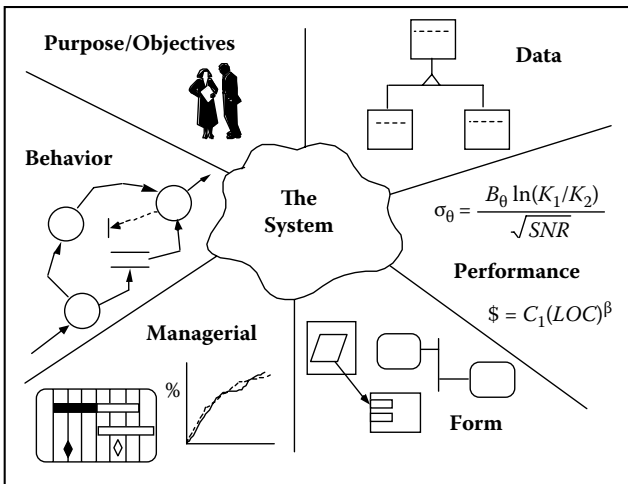 Purpose/Objectives
Data
Behavior
The
System
σθ = Bθ ln(K1/K2) / √SNR
Performance
$ = C1(LOC)^β
Managerial
%
Form